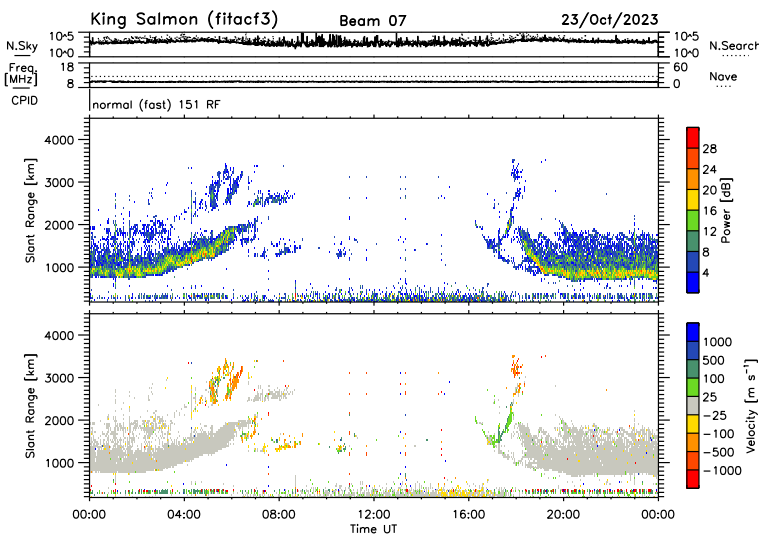 King Salmon (fitacf3) Beam 07 23/Oct/2023
N.Sky 10^5 10^0 10^5 10^0 N.Search
Freq. [MHz] 18 8 60 0 Nave
CPID normal (fast) 151 RF
Slant Range [km] 4000 3000 2000 1000
28 24 20 16 12 8 4 Power [dB]
Slant Range [km] 4000 3000 2000 1000
1000 500 100 25 −25 −100 −500 −1000 Velocity [m s⁻¹]
00:00 04:00 08:00 12:00 16:00 20:00 00:00
Time UT